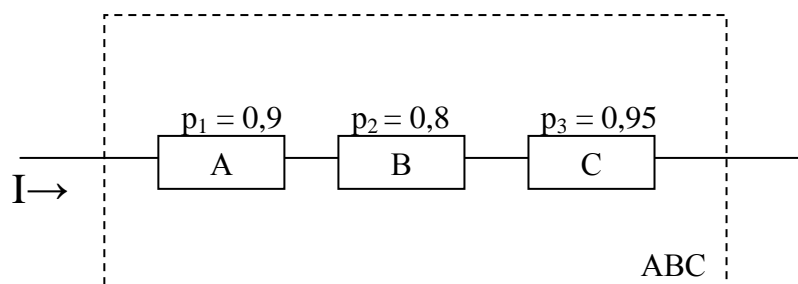 p₁ = 0,9 p₂ = 0,8 p₃ = 0,95
A B C
I→
ABC